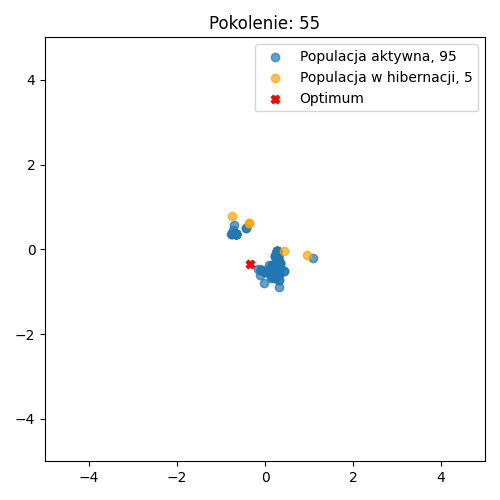 Pokolenie: 55
Populacja aktywna, 95
Populacja w hibernacji, 5
Optimum
4
2
0
−2
−4
−4 −2 0 2 4